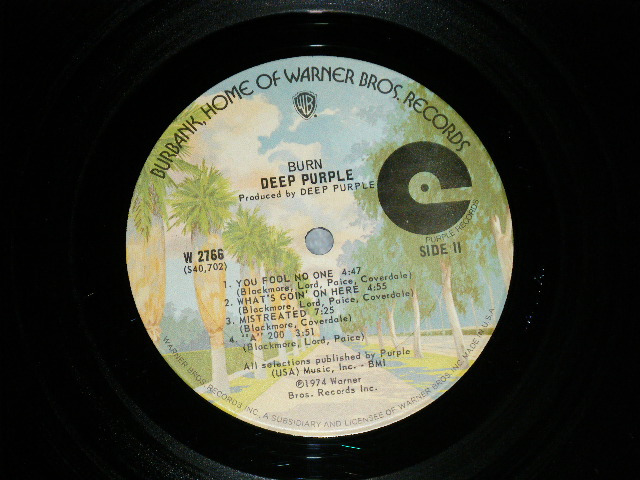 BURBANK, HOME OF WARNER BROS. RECORDS
WB
BURN
DEEP PURPLE
Produced by DEEP PURPLE
PURPLE RECORDS
W 2766
(S40,702)
SIDE II
1. YOU FOOL NO ONE 4:47
(Blackmore, Lord, Paice, Coverdale)
2. WHAT'S GOIN' ON HERE 4:55
(Blackmore, Lord, Paice, Coverdale)
3. MISTREATED 7:25
(Blackmore, Coverdale)
4. "A" 200 3:51
(Blackmore, Lord, Paice)
All selections published by Purple
(USA) Music, Inc. - BMI
©1974 Warner
Bros. Records Inc.
WARNER BROS. RECORDS INC. A SUBSIDIARY AND LICENSEE OF WARNER BROS. INC. MADE IN U.S.A.